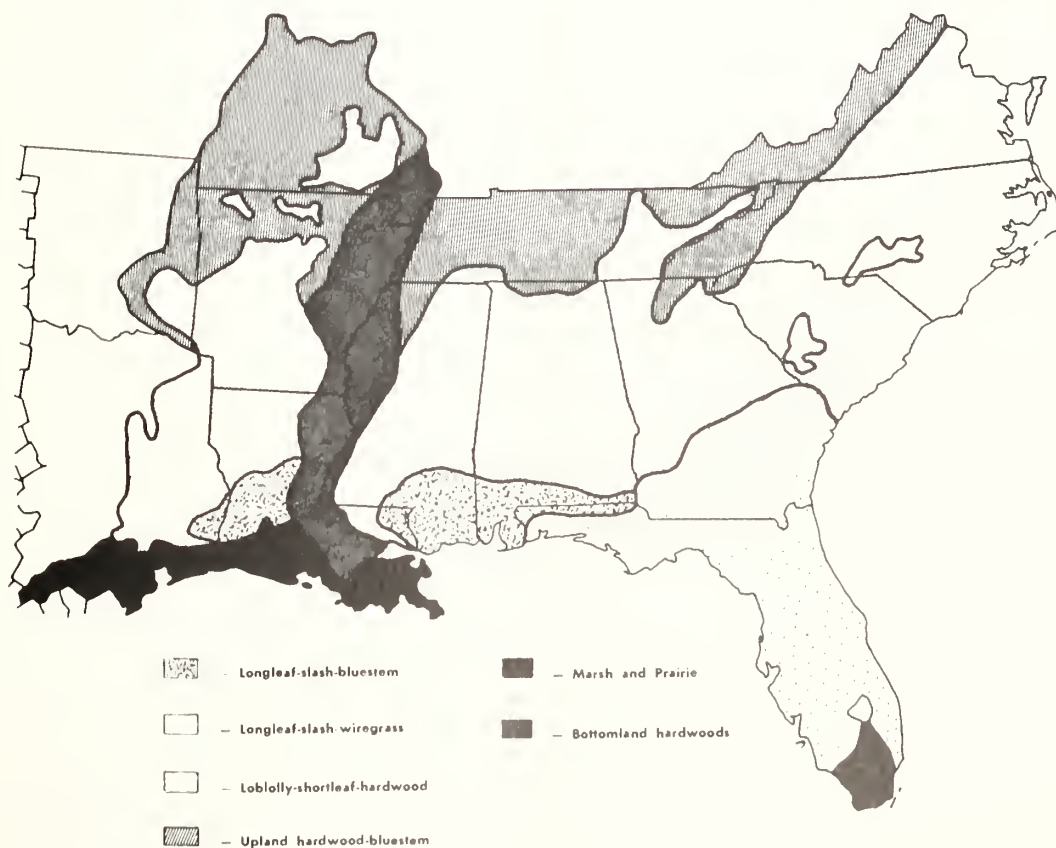 - Longleaf-slash-bluestem
- Longleaf-slash-wiregrass
- Loblolly-shortleaf-hardwood
- Upland hardwood-bluestem
- Marsh and Prairie
- Bottomland hardwoods